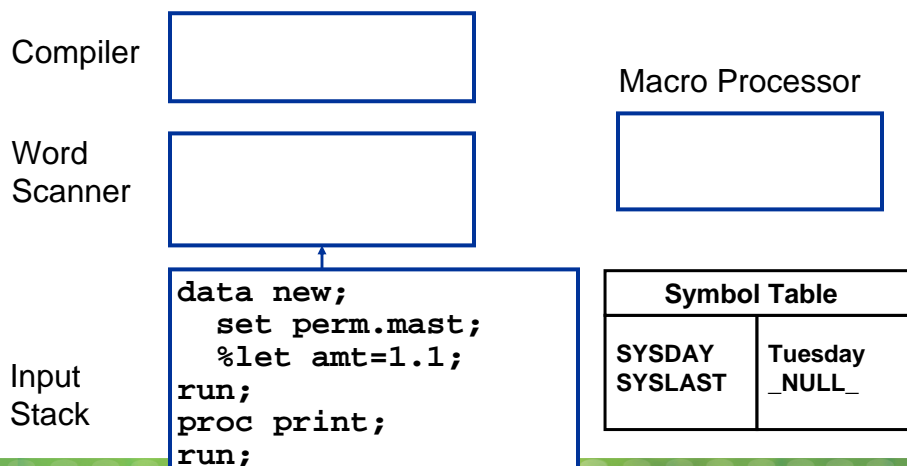 Compiler
Macro Processor
Word
Scanner
Input
Stack
data new;
set perm.mast;
%let amt=1.1;
run;
proc print;
run;
Symbol Table
SYSDAY Tuesday
SYSLAST _NULL_